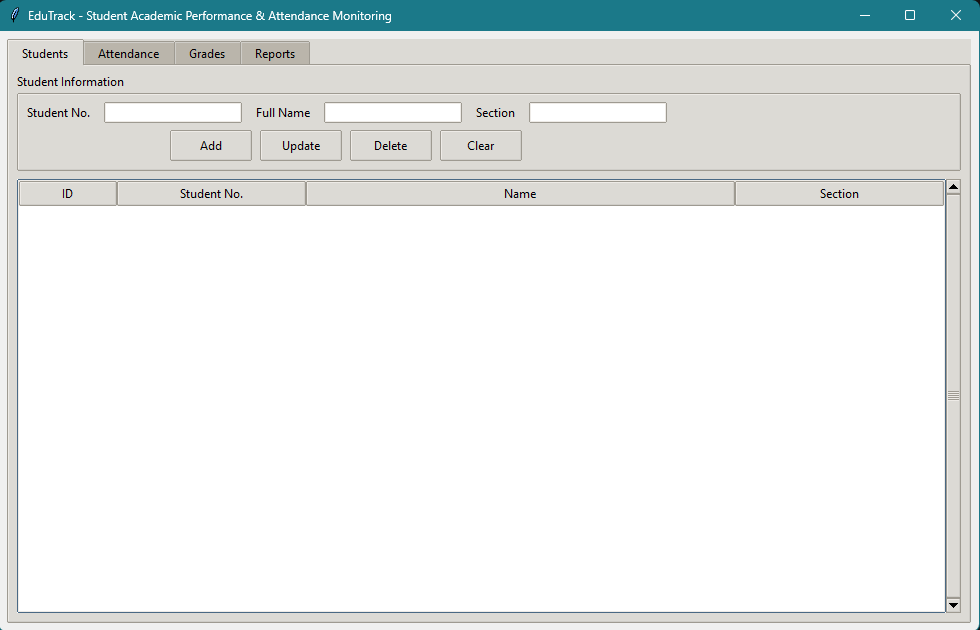 EduTrack - Student Academic Performance & Attendance Monitoring
Students Attendance Grades Reports
Student Information
Student No. Full Name Section
Add Update Delete Clear
ID Student No. Name Section